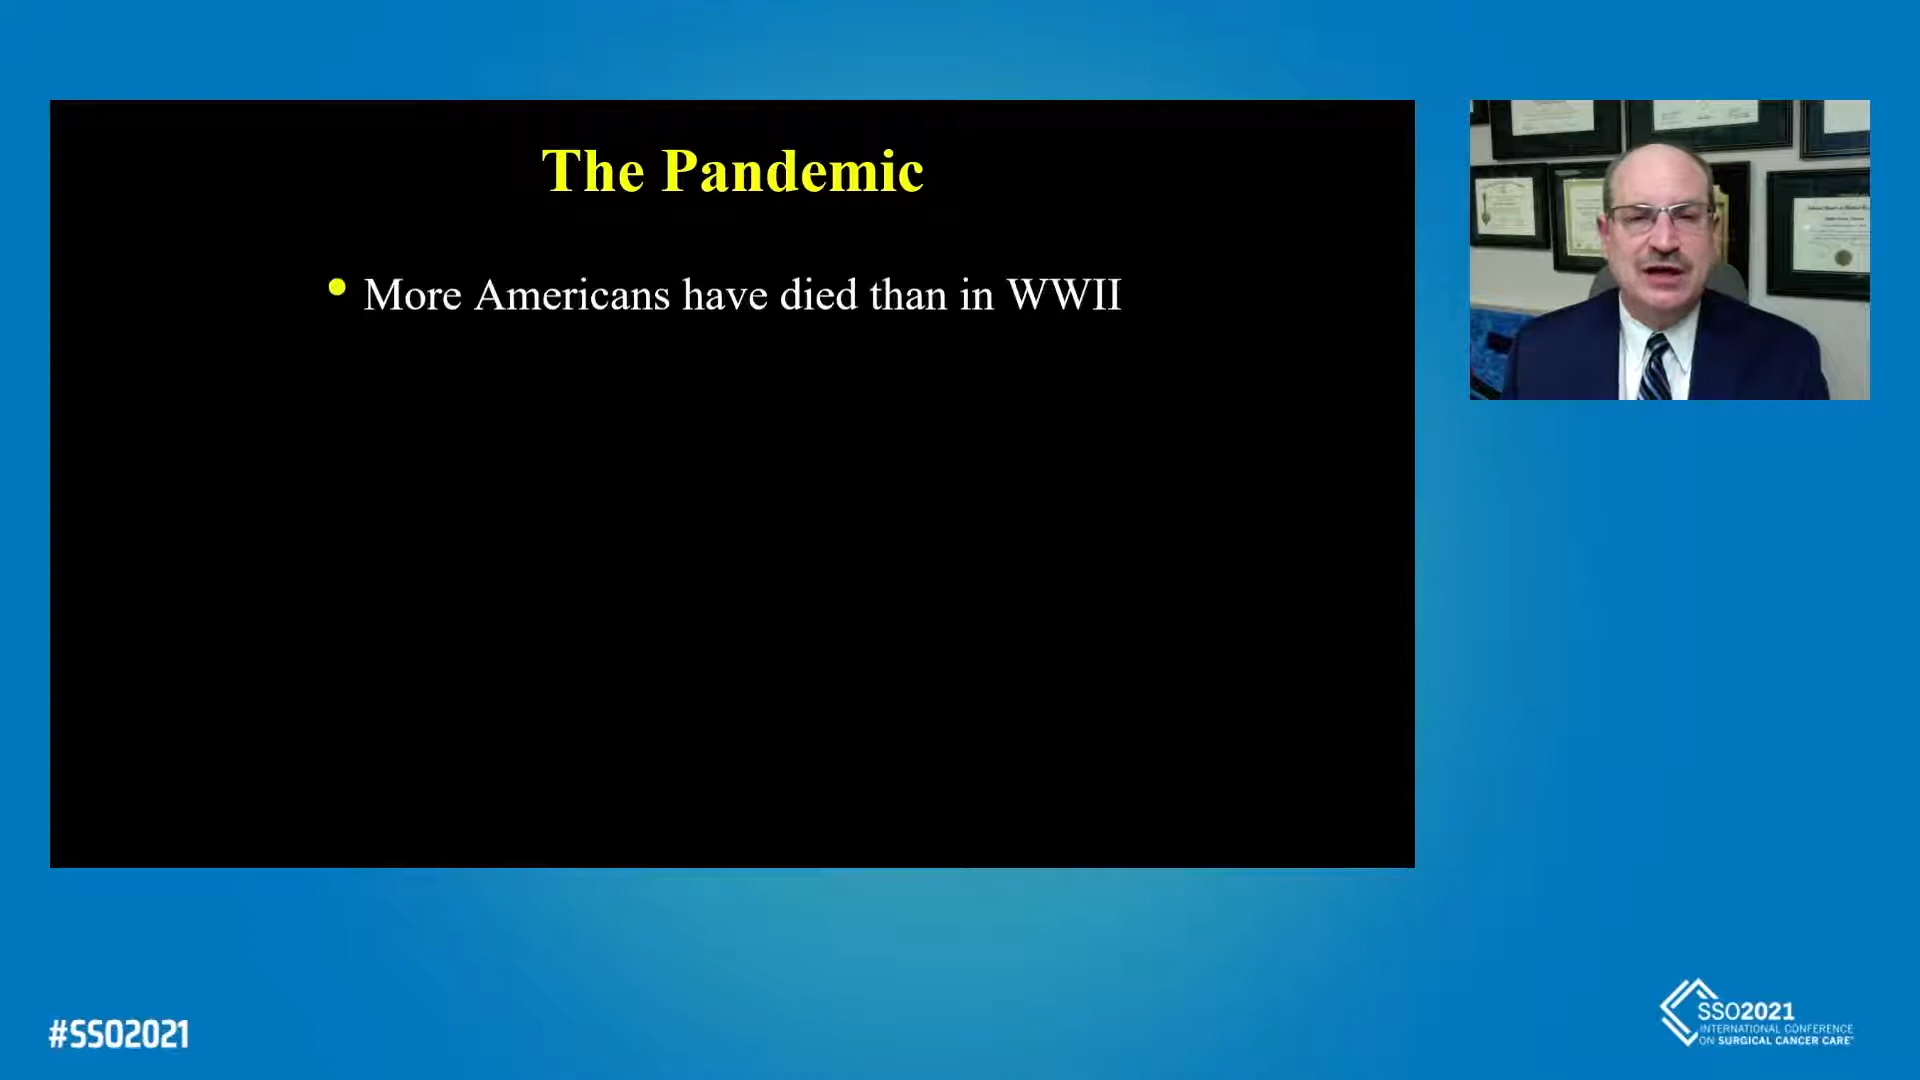 The Pandemic
• More Americans have died than in WWII
#SSO2021
SSO2021
INTERNATIONAL CONFERENCE
ON SURGICAL CANCER CARE